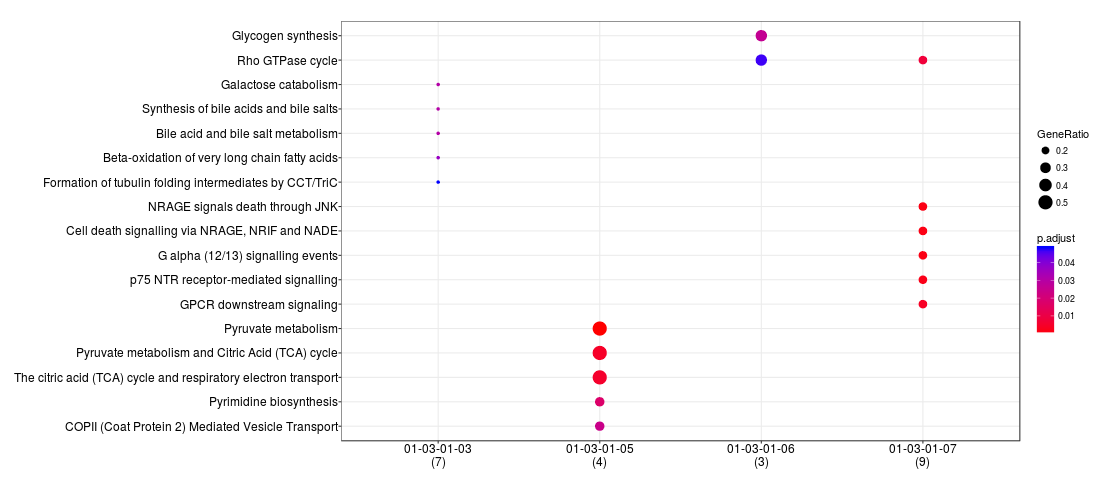 Glycogen synthesis
Rho GTPase cycle
Galactose catabolism
Synthesis of bile acids and bile salts
Bile acid and bile salt metabolism
Beta-oxidation of very long chain fatty acids
Formation of tubulin folding intermediates by CCT/TriC
NRAGE signals death through JNK
Cell death signalling via NRAGE, NRIF and NADE
G alpha (12/13) signalling events
p75 NTR receptor-mediated signalling
GPCR downstream signaling
Pyruvate metabolism
Pyruvate metabolism and Citric Acid (TCA) cycle
The citric acid (TCA) cycle and respiratory electron transport
Pyrimidine biosynthesis
COPII (Coat Protein 2) Mediated Vesicle Transport
01-03-01-03 01-03-01-05 01-03-01-06 01-03-01-07
(7) (4) (3) (9)
GeneRatio
0.2
0.3
0.4
0.5
p.adjust
0.04
0.03
0.02
0.01